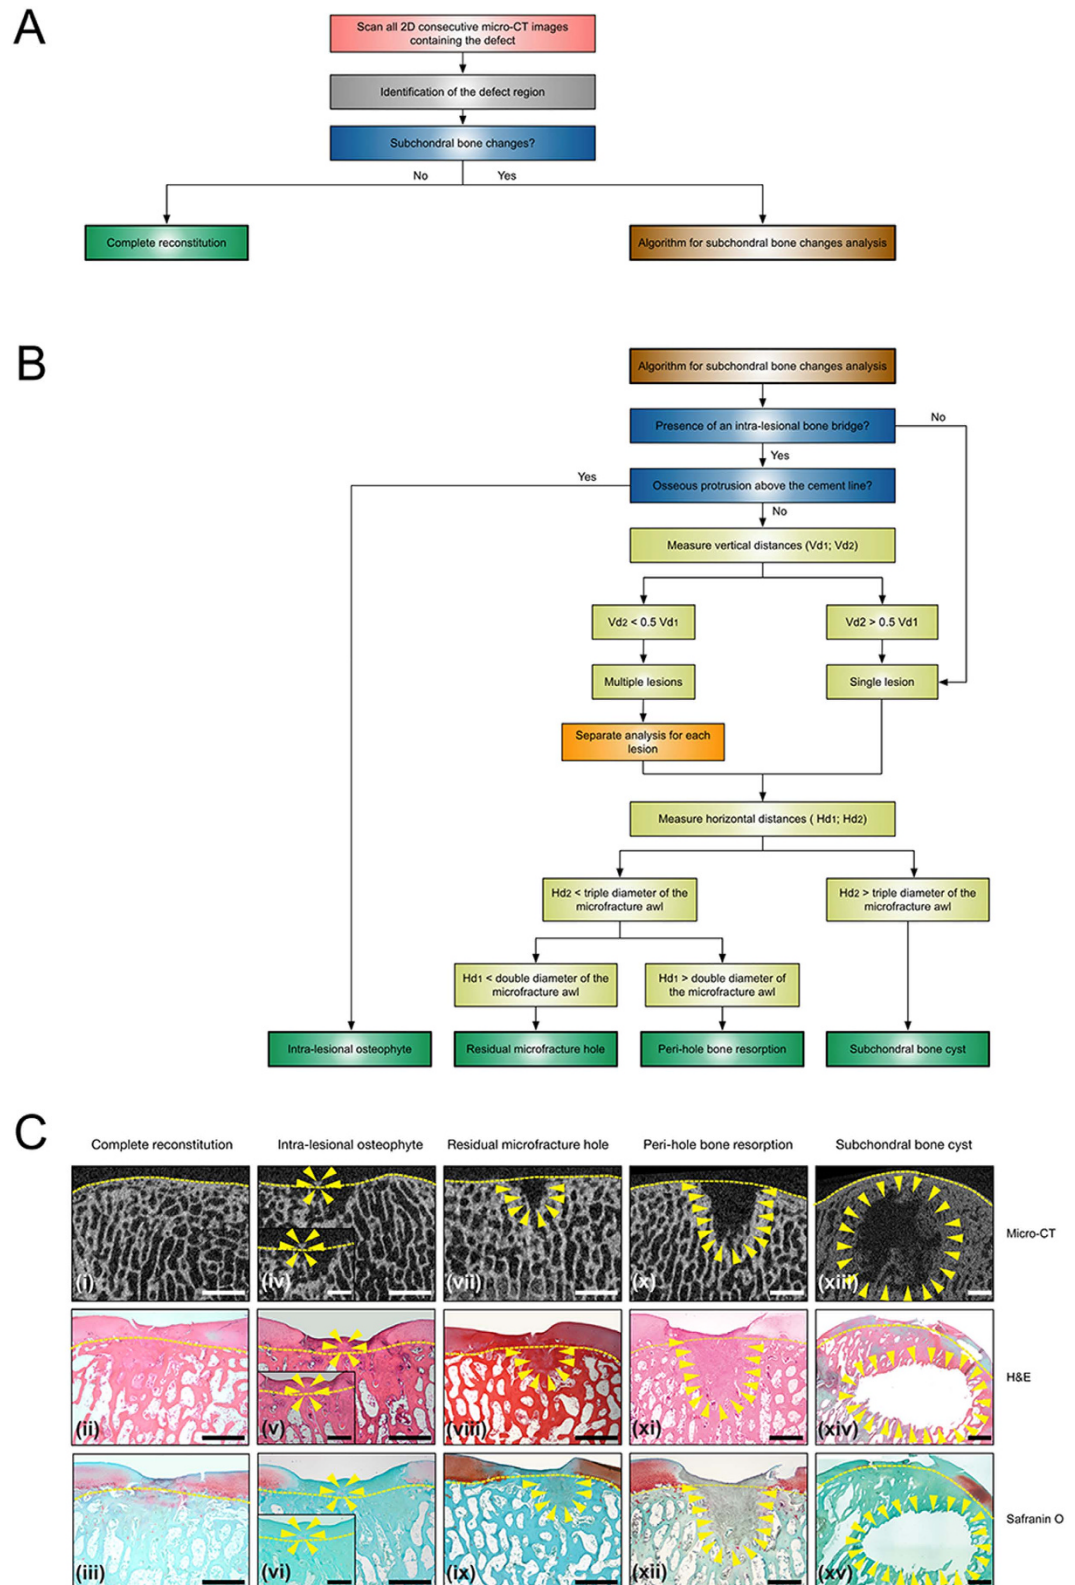 A
Scan all 2D consecutive micro-CT images
containing the defect
Identification of the defect region
Subchondral bone changes?
No
Yes
Complete reconstitution
Algorithm for subchondral bone changes analysis
B
Algorithm for subchondral bone changes analysis
Presence of an intra-lesional bone bridge?
No
Yes
Yes
Osseous protrusion above the cement line?
No
Measure vertical distances (Vd1; Vd2)
Vd2 < 0.5 Vd1
Vd2 > 0.5 Vd1
Multiple lesions
Single lesion
Separate analysis for each
lesion
Measure horizontal distances ( Hd1; Hd2)
Hd2 < triple diameter of the
microfracture awl
Hd2 > triple diameter of the
microfracture awl
Hd1 < double diameter of the
microfracture awl
Hd1 > double diameter of
the microfracture awl
Intra-lesional osteophyte
Residual microfracture hole
Peri-hole bone resorption
Subchondral bone cyst
C
Complete reconstitution
Intra-lesional osteophyte
Residual microfracture hole
Peri-hole bone resorption
Subchondral bone cyst
(i)
(iv)
(vii)
(x)
(xiii)
Micro-CT
(ii)
(v)
(viii)
(xi)
(xiv)
H&E
(iii)
(vi)
(ix)
(xii)
(xv)
Safranin O